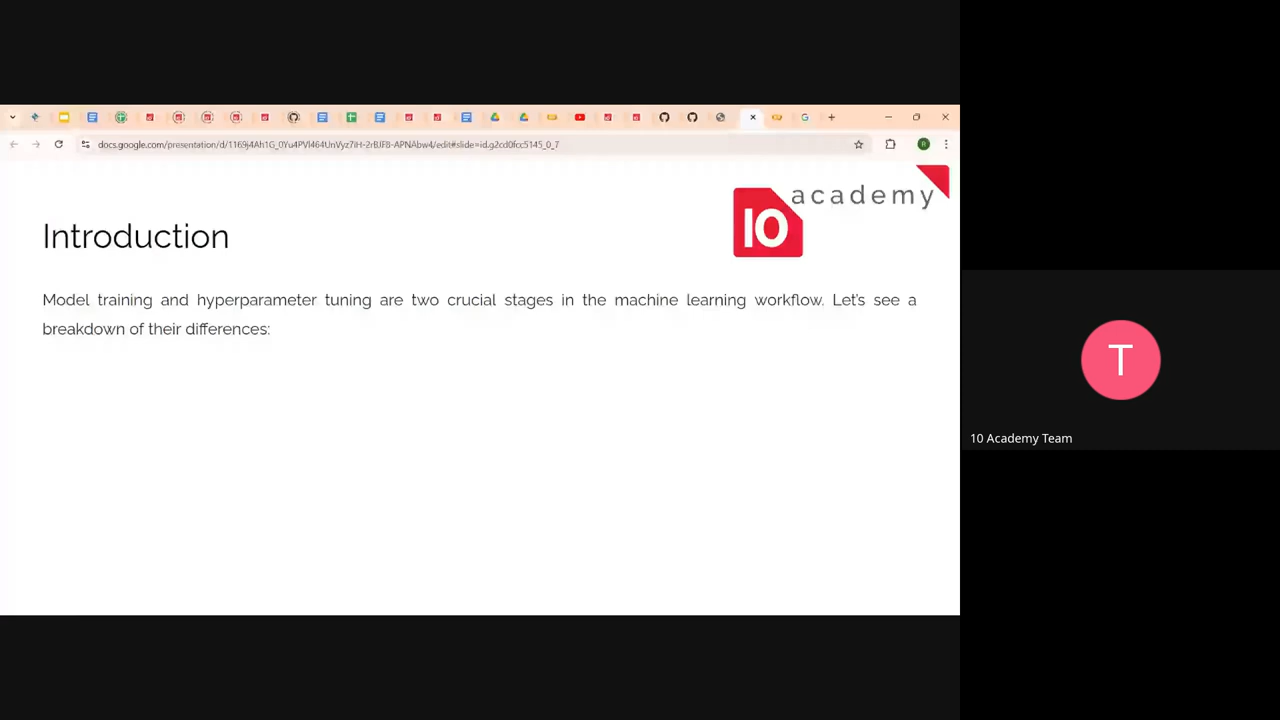 docs.google.com/presentation/d/1169j4Ah1G_0Yu4PVl464UnVyz7iH-2rBJF8-APNAbw4/edit#slide=id.g2cd0fcc5145_0_7
academy
10
Introduction
Model training and hyperparameter tuning are two crucial stages in the machine learning workflow. Let's see a
breakdown of their differences:
T
10 Academy Team